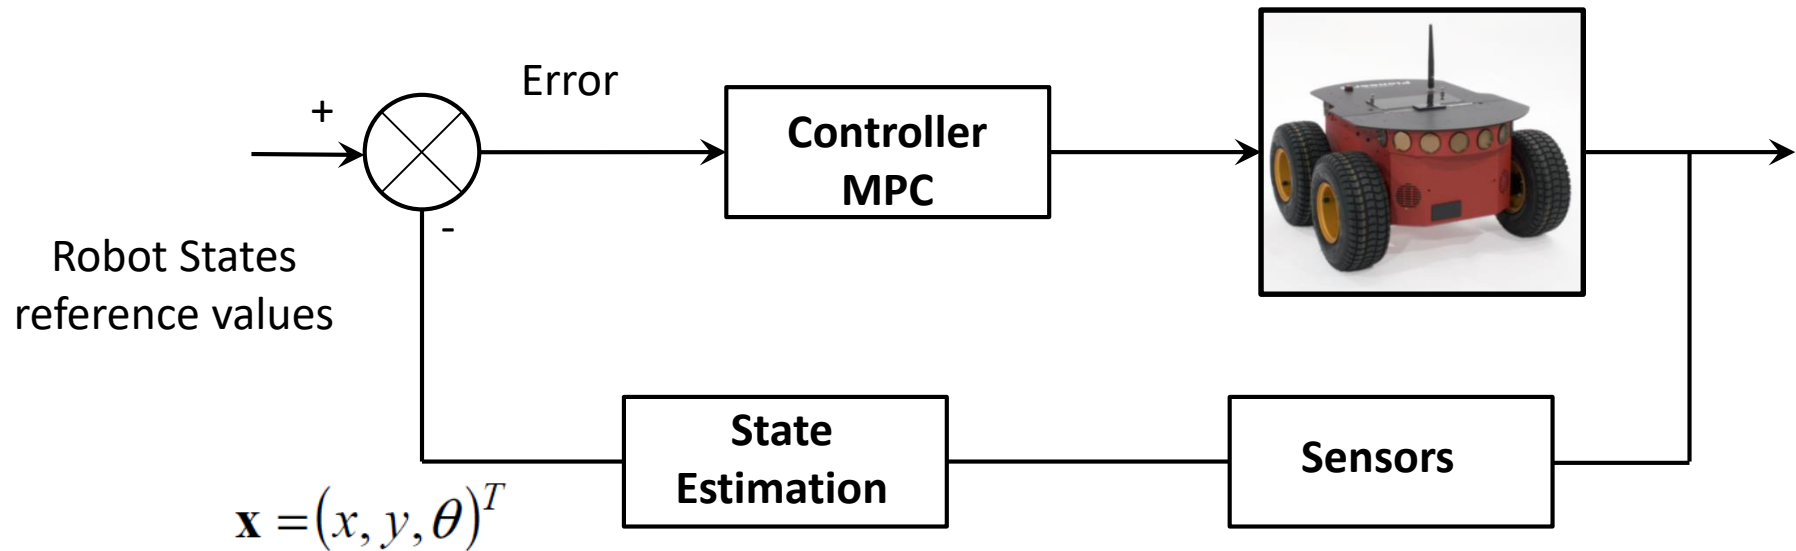 +
Error
Controller
MPC
-
Robot States
reference values
State
Estimation
Sensors
x = (x, y, θ)^T